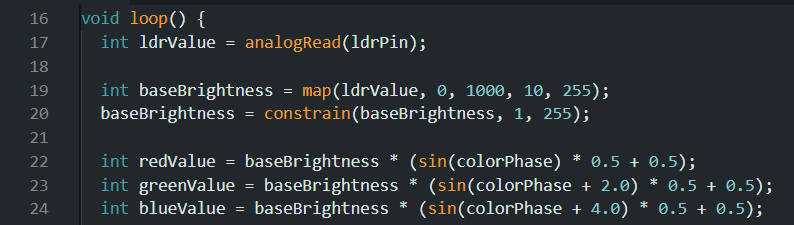 16 void loop() {
17   int ldrValue = analogRead(ldrPin);
18
19   int baseBrightness = map(ldrValue, 0, 1000, 10, 255);
20   baseBrightness = constrain(baseBrightness, 1, 255);
21
22   int redValue = baseBrightness * (sin(colorPhase) * 0.5 + 0.5);
23   int greenValue = baseBrightness * (sin(colorPhase + 2.0) * 0.5 + 0.5);
24   int blueValue = baseBrightness * (sin(colorPhase + 4.0) * 0.5 + 0.5);